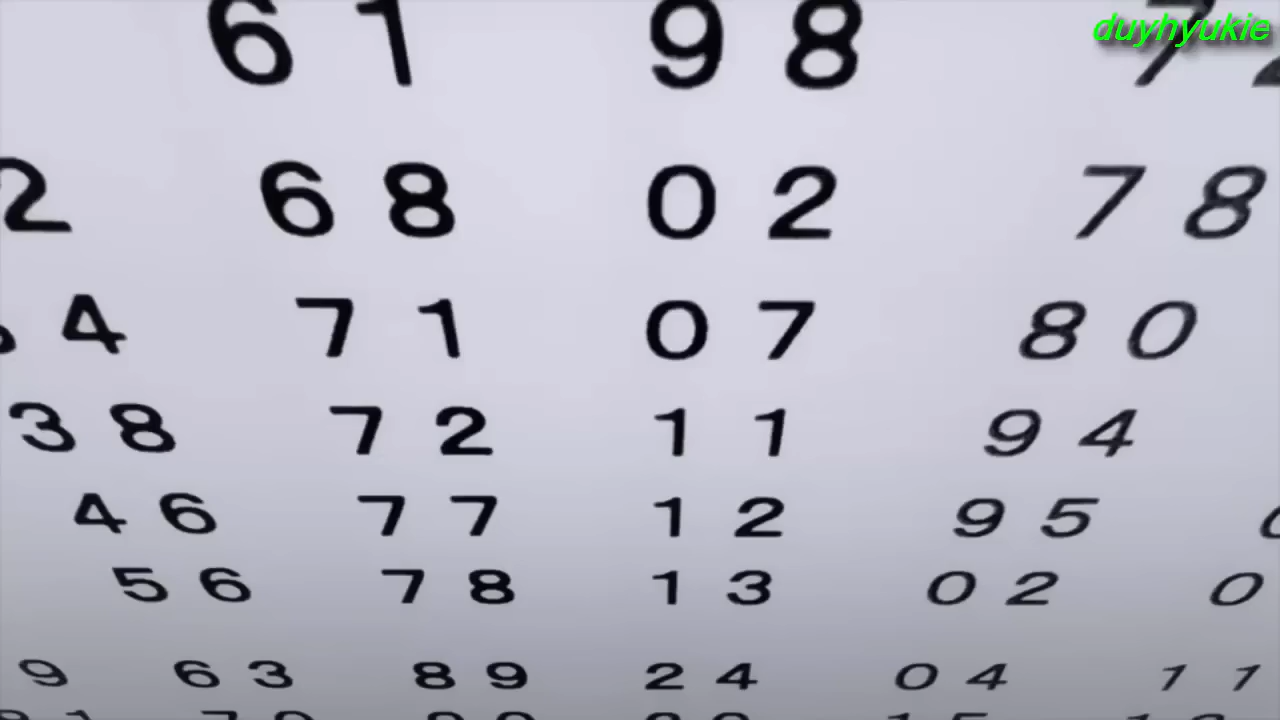 duyhyukie
61 98 7
2 68 02 78
4 71 07 80
38 72 11 94
46 77 12 95
56 78 13 02 0
9 63 89 24 04 11